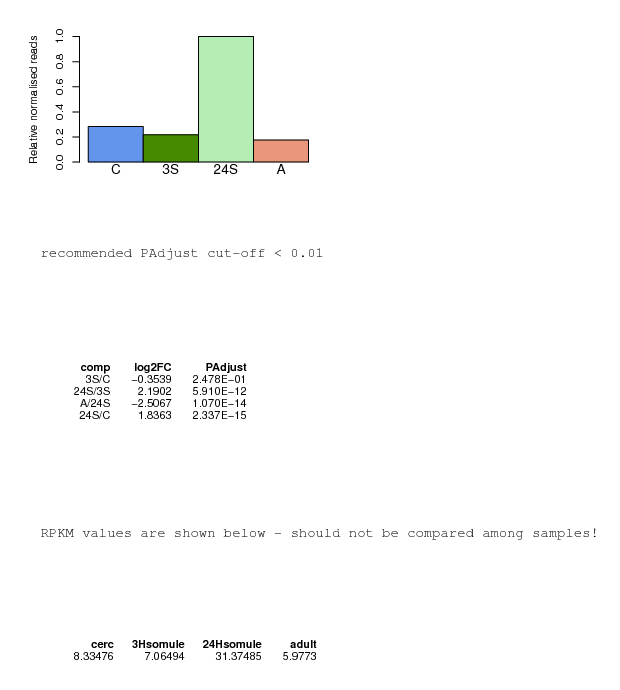 Relative normalised reads
1.0
0.8
0.6
0.4
0.2
0.0
C 3S 24S A
recommended PAdjust cut-off < 0.01
comp log2FC PAdjust
3S/C −0.3539 2.478E−01
24S/3S 2.1902 5.910E−12
A/24S −2.5067 1.070E−14
24S/C 1.8363 2.337E−15
RPKM values are shown below - should not be compared among samples!
cerc 3Hsomule 24Hsomule adult
8.33476 7.06494 31.37485 5.9773